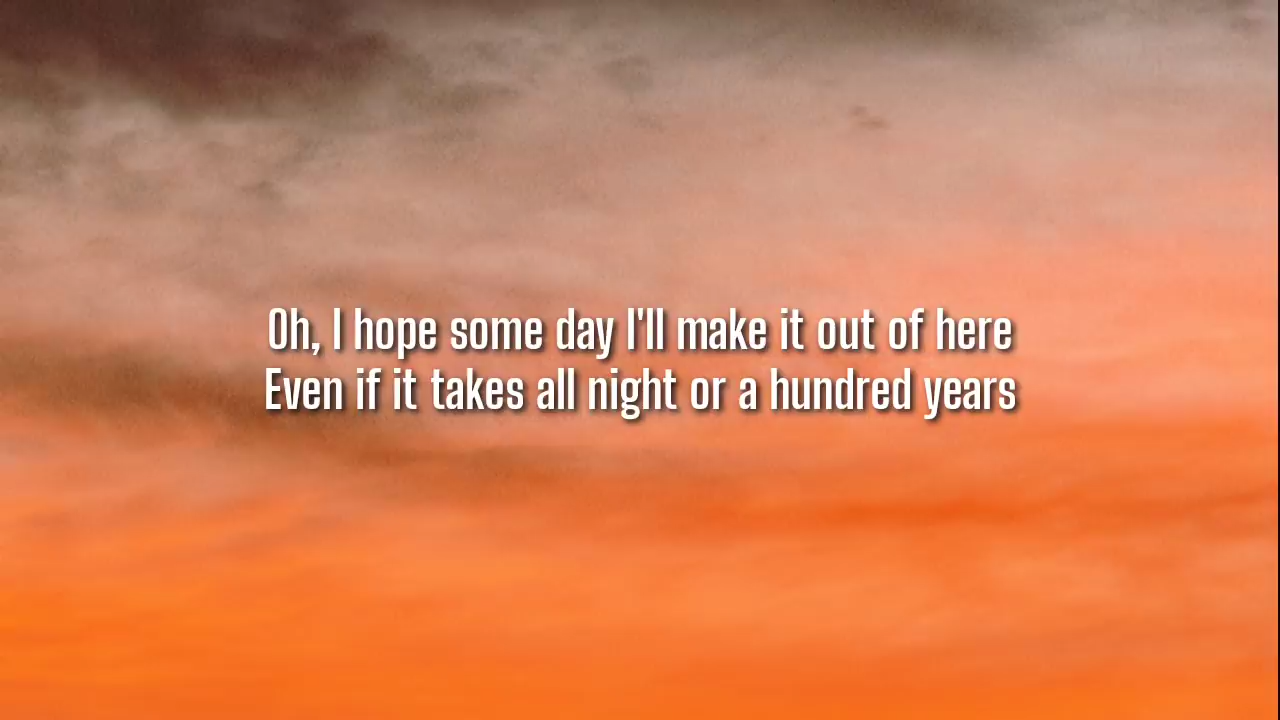 Oh, I hope some day I'll make it out of here
Even if it takes all night or a hundred years